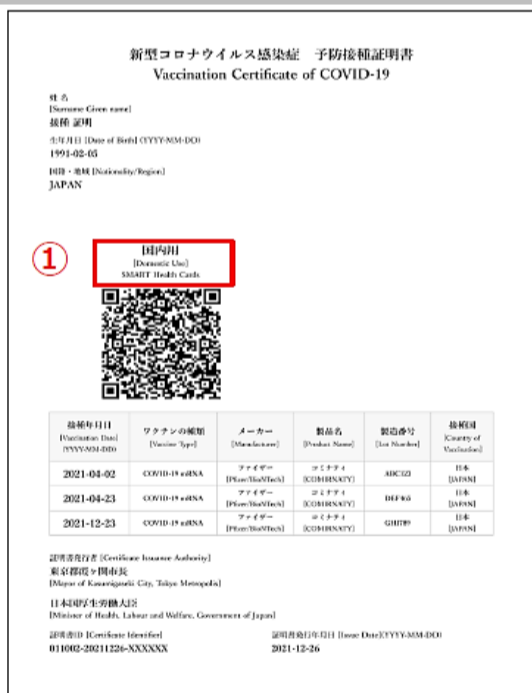 新型コロナウイルス感染症 予防接種証明書
Vaccination Certificate of COVID-19
姓 名
[Surname Given name]
接種 証明
生年月日 [Date of Birth] (YYYY-MM-DD)
1991-02-05
国籍・地域 [Nationality/Region]
JAPAN
①
国内用
[Domestic Use]
SMART Health Cards
接種年月日 ワクチンの種類 メーカー 製品名 製造番号 接種国
[Vaccination Date] [Vaccine Type] [Manufacturer] [Product Name] [Lot Number] [Country of
(YYYY-MM-DD) Vaccination]
2021-04-02 COVID-19 mRNA ファイザー コミナティ ABC123 日本
[Pfizer/BioNTech] [COMIRNATY] [JAPAN]
2021-04-23 COVID-19 mRNA ファイザー コミナティ 日本
[Pfizer/BioNTech] [COMIRNATY] [JAPAN]
2021-12-23 COVID-19 mRNA ファイザー コミナティ GHI789 日本
[Pfizer/BioNTech] [COMIRNATY] [JAPAN]
証明書発行者 [Certificate Issuance Authority]
東京都霞ヶ関市長
[Mayor of Kasumigaseki City, Tokyo Metropolis]
日本国厚生労働大臣
[Minister of Health, Labour and Welfare, Government of Japan]
証明書ID [Certificate Identifier] 証明書発行年月日 [Issue Date](YYYY-MM-DD)
011002-20211226-XXXXXX 2021-12-26